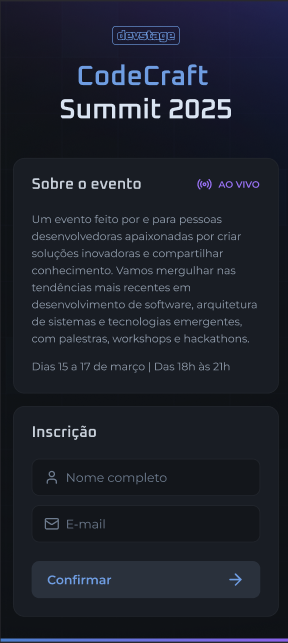 devstage
CodeCraft
Summit 2025
Sobre o evento
AO VIVO
Um evento feito por e para pessoas
desenvolvedoras apaixonadas por criar
soluções inovadoras e compartilhar
conhecimento. Vamos mergulhar nas
tendências mais recentes em
desenvolvimento de software, arquitetura
de sistemas e tecnologias emergentes,
com palestras, workshops e hackathons.
Dias 15 a 17 de março | Das 18h às 21h
Inscrição
Nome completo
E-mail
Confirmar